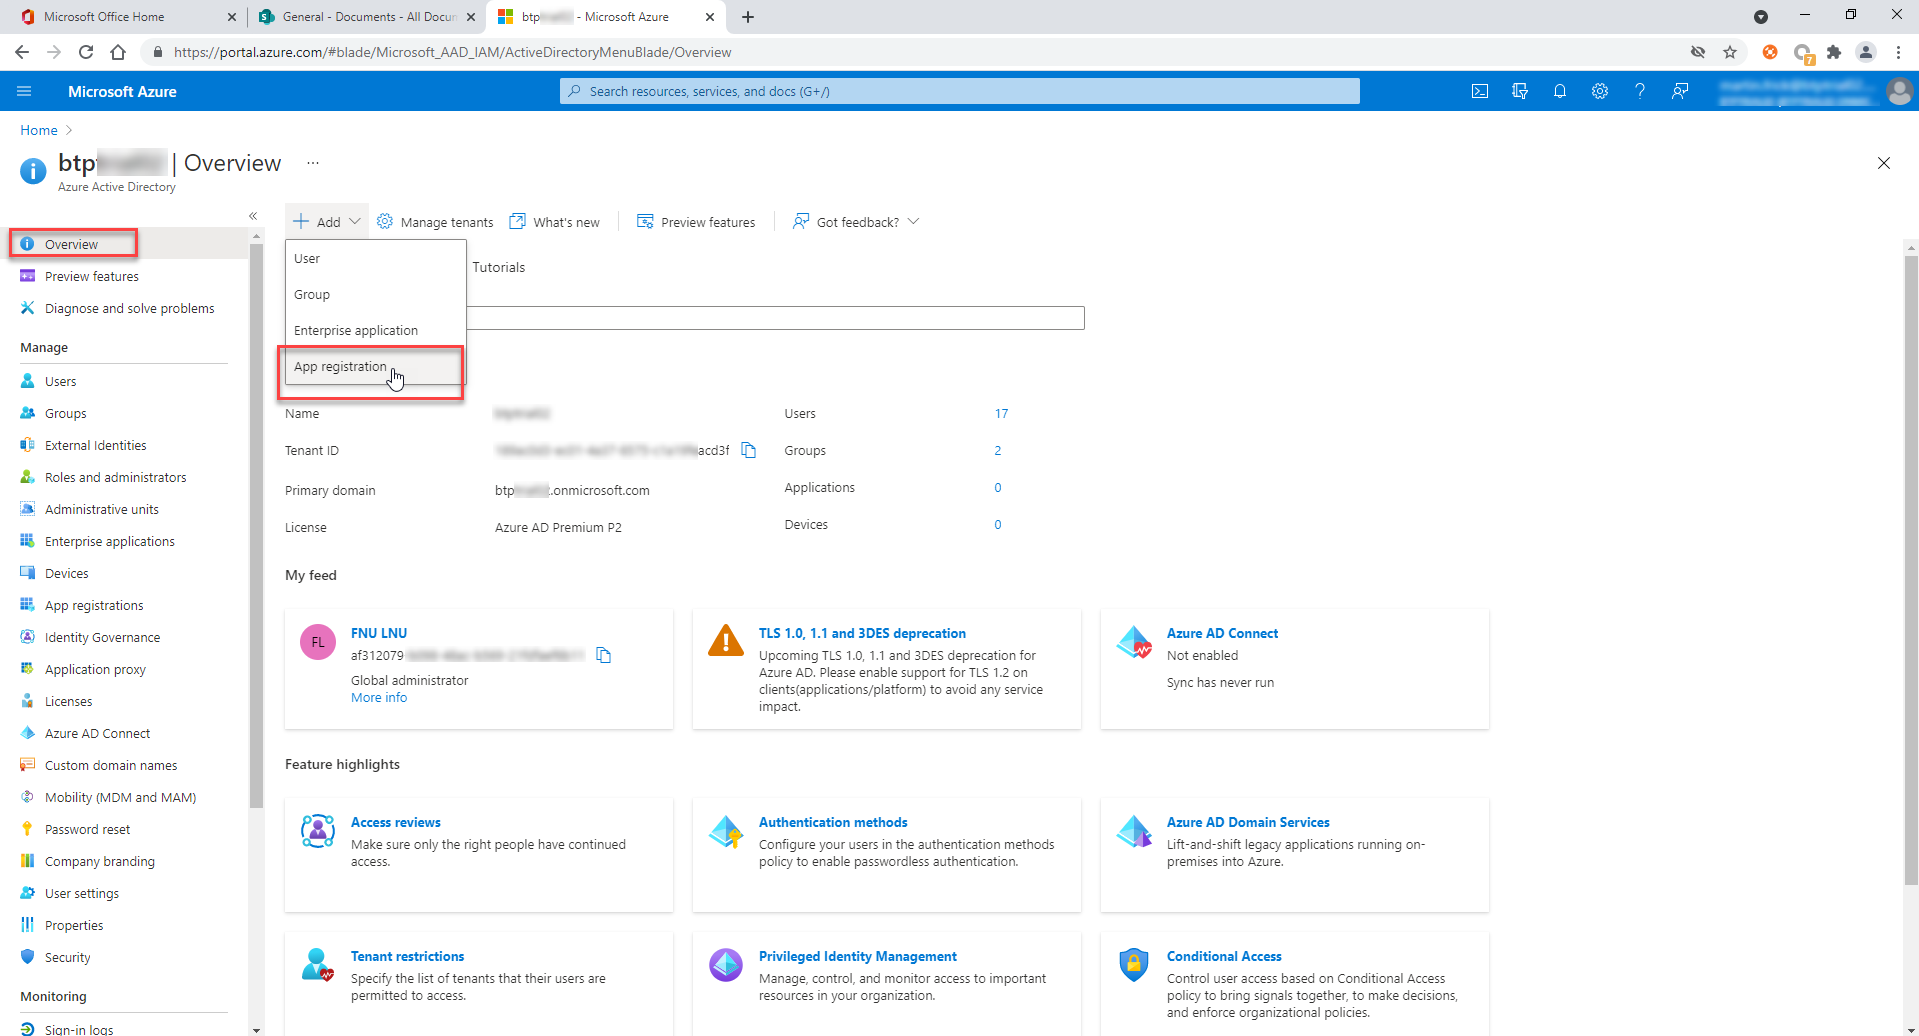 Microsoft Office Home
General - Documents - All Docum
btp - Microsoft Azure
https://portal.azure.com/#blade/Microsoft_AAD_IAM/ActiveDirectoryMenuBlade/Overview
7
Microsoft Azure
Search resources, services, and docs (G+/)
Home
btp | Overview ...
Azure Active Directory
Add
Manage tenants
What's new
Preview features
Got feedback?
Overview
Preview features
Diagnose and solve problems
Manage
Users
Groups
External Identities
Roles and administrators
Administrative units
Enterprise applications
Devices
App registrations
Identity Governance
Application proxy
Licenses
Azure AD Connect
Custom domain names
Mobility (MDM and MAM)
Password reset
Company branding
User settings
Properties
Security
Monitoring
Sign-in logs
User
Group
Enterprise application
App registration
Tutorials
Name
Tenant ID acd3f
Primary domain btp.onmicrosoft.com
License Azure AD Premium P2
Users 17
Groups 2
Applications 0
Devices 0
My feed
FL
FNU LNU
af312079
Global administrator
More info
TLS 1.0, 1.1 and 3DES deprecation
Upcoming TLS 1.0, 1.1 and 3DES deprecation for
Azure AD. Please enable support for TLS 1.2 on
clients(applications/platform) to avoid any service
impact.
Azure AD Connect
Not enabled
Sync has never run
Feature highlights
Access reviews
Make sure only the right people have continued
access.
Authentication methods
Configure your users in the authentication methods
policy to enable passwordless authentication.
Azure AD Domain Services
Lift-and-shift legacy applications running on-
premises into Azure.
Tenant restrictions
Specify the list of tenants that their users are
permitted to access.
Privileged Identity Management
Manage, control, and monitor access to important
resources in your organization.
Conditional Access
Control user access based on Conditional Access
policy to bring signals together, to make decisions,
and enforce organizational policies.